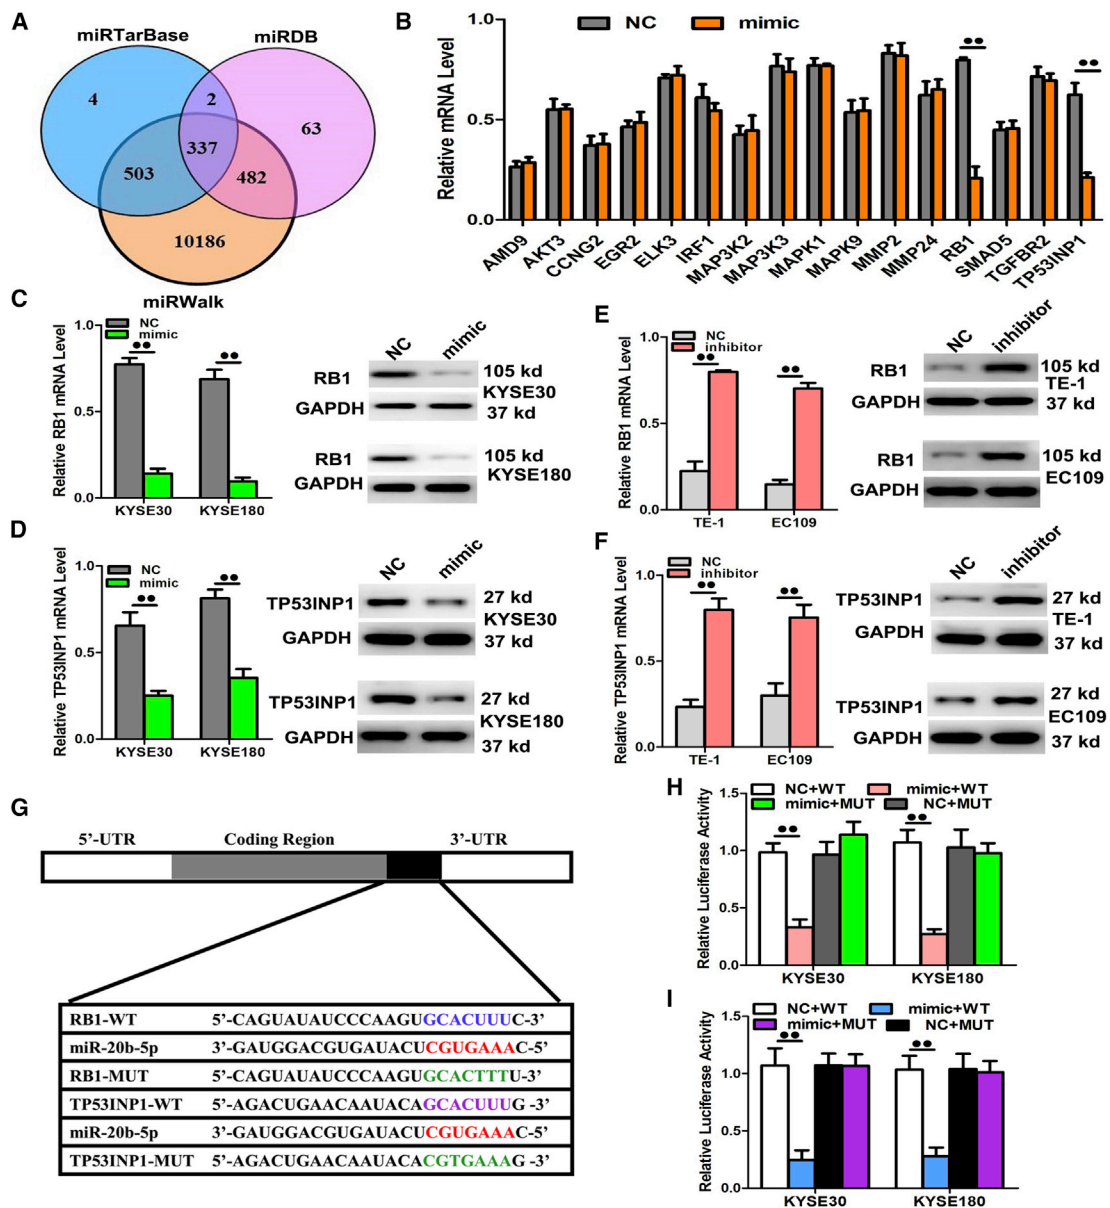 A
miRTarBase
miRDB
4
2
63
337
503
482
10186
miRWalk
B
NC
mimic
Relative mRNA Level
1.0
0.5
0.0
AMD9
AKT3
CCNG2
EGR2
ELK3
IRF1
MAP3K2
MAP3K3
MAPK1
MAPK9
MMP2
MMP24
RB1
SMAD5
TGFBR2
TP53INP1
C
NC
mimic
Relative RB1 mRNA Level
1.0
0.5
0.0
KYSE30
KYSE180
NC
mimic
RB1
105 kd
KYSE30
GAPDH
37 kd
RB1
105 kd
KYSE180
GAPDH
37 kd
E
NC
inhibitor
Relative RB1 mRNA Level
1.0
0.5
0.0
TE-1
EC109
NC
inhibitor
RB1
105 kd
TE-1
GAPDH
37 kd
RB1
105 kd
EC109
GAPDH
37 kd
D
NC
mimic
Relative TP53INP1 mRNA Level
1.0
0.5
0.0
KYSE30
KYSE180
NC
mimic
TP53INP1
27 kd
KYSE30
GAPDH
37 kd
TP53INP1
27 kd
KYSE180
GAPDH
37 kd
F
NC
inhibitor
Relative TP53INP1 mRNA Level
1.0
0.5
0.0
TE-1
EC109
NC
inhibitor
TP53INP1
27 kd
TE-1
GAPDH
37 kd
TP53INP1
27 kd
EC109
GAPDH
37 kd
G
5’-UTR
Coding Region
3’-UTR
RB1-WT 5’-CAGUAUAUCCCAAGUGCACUUUC-3’
miR-20b-5p 3’-GAUGGACGUGAUACUCGUGAAAC-5’
RB1-MUT 5’-CAGUAUAUCCCAAGUGCACTTTU-3’
TP53INP1-WT 5’-AGACUGAACAAUACAGCACUUUG -3’
miR-20b-5p 3’-GAUGGACGUGAUACUCGUGAAAC-5’
TP53INP1-MUT 5’-AGACUGAACAAUACACGTGAAAG -3’
H
NC+WT
mimic+WT
mimic+MUT
NC+MUT
Relative Luciferase Activity
1.5
1.0
0.5
0.0
KYSE30
KYSE180
I
NC+WT
mimic+WT
mimic+MUT
NC+MUT
Relative Luciferase Activity
1.5
1.0
0.5
0.0
KYSE30
KYSE180